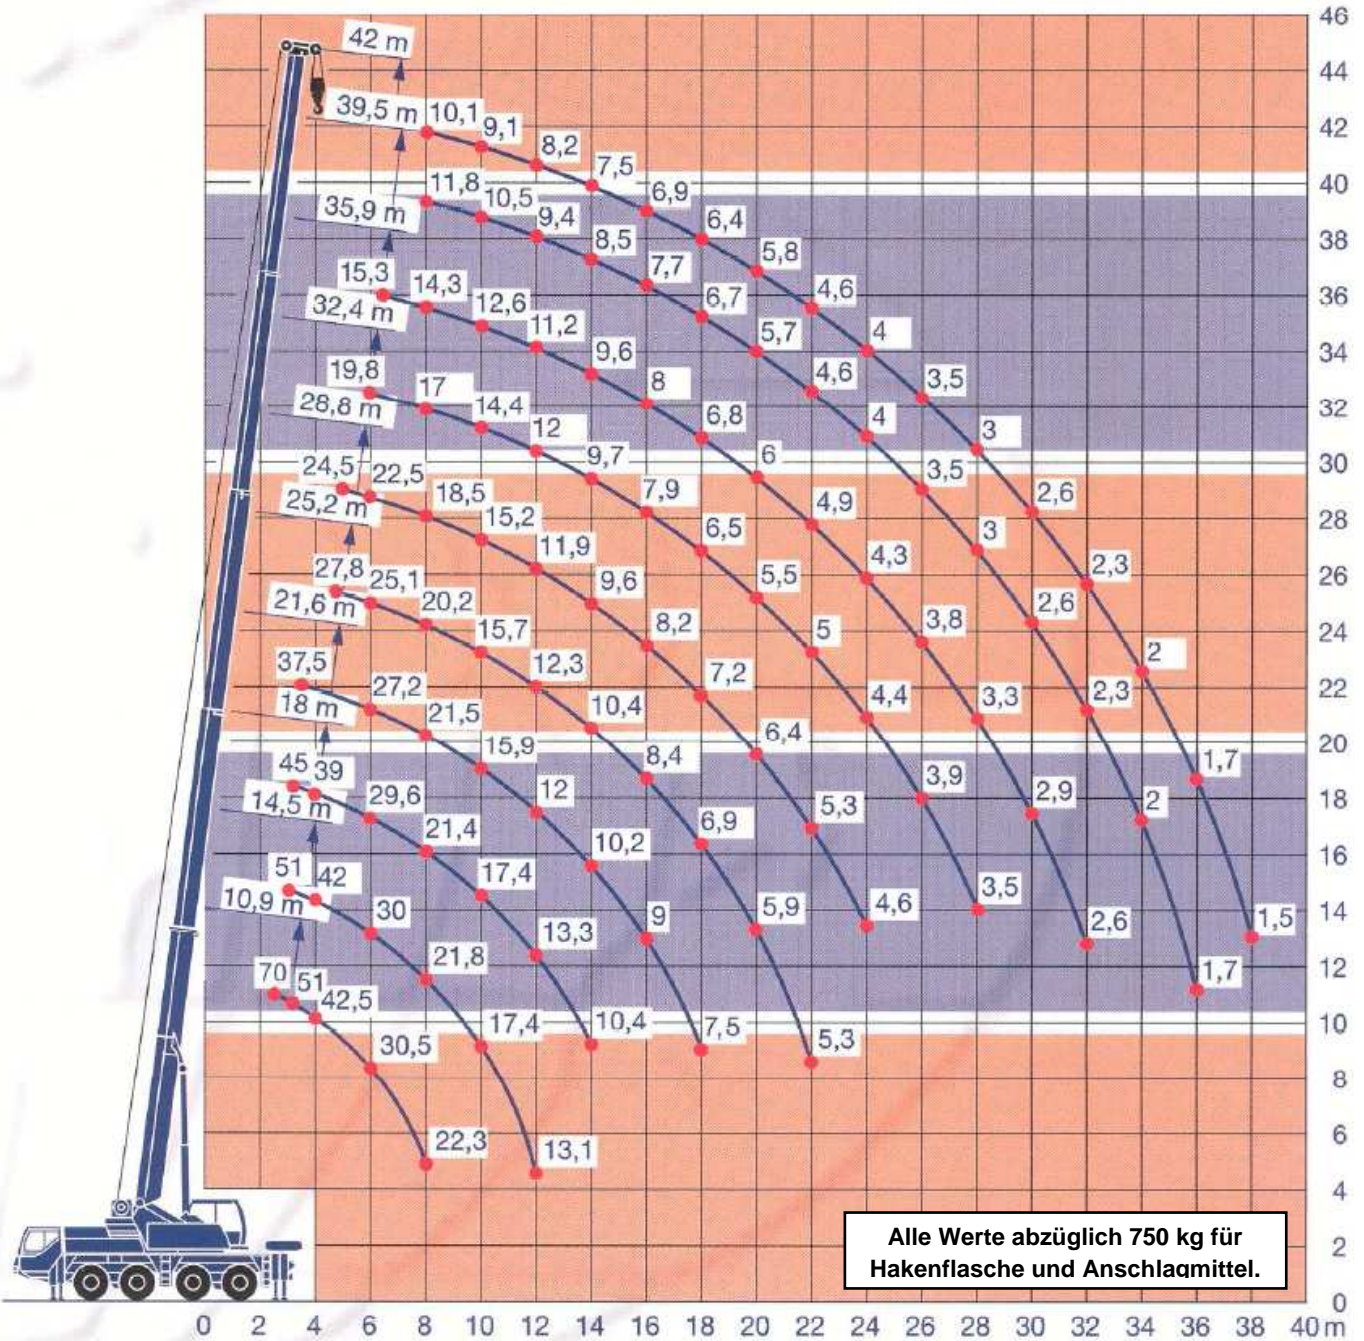 46
42 m
44
39,5 m 10,1 9,1 42
8,2 7,5
11,8 10,5 6,9 40
35,9 m 9,4 8,5 6,4 38
15,3 14,3 7,7 5,8 4,6 36
32,4 m 12,6 11,2 6,7
9,6 5,7 4 34
19,8 17 8 4,6 3,5
28,8 m 14,4 12 6,8 4 3 32
24,5 22,5 9,7 6 3,5 30
25,2 m 18,5 15,2 7,9 4,9 2,6 28
11,9 6,5 3
27,8 25,1 9,6 5,5 4,3 2,3 26
21,6 m 20,2 15,7 8,2 5 3,8 2,6 24
37,5 12,3 7,2 2
18 m 27,2 21,5 10,4 4,4 3,3 2,3 22
15,9 6,4 20
45 39 12 8,4 3,9 2,9 1,7
14,5 m 29,6 21,4 6,9 5,3 2 18
51 42 17,4 10,2 16
10,9 m 30 9 5,9 4,6 3,5 2,6 1,5 14
70 51 21,8 13,3 1,7 12
42,5 17,4 10,4 7,5 5,3 10
30,5 8
22,3 13,1 6
4
Alle Werte abzüglich 750 kg für
2
Hakenflasche und Anschlagmittel.
0
0 2 4 6 8 10 12 14 16 18 20 22 24 26 28 30 32 34 36 38 40 m